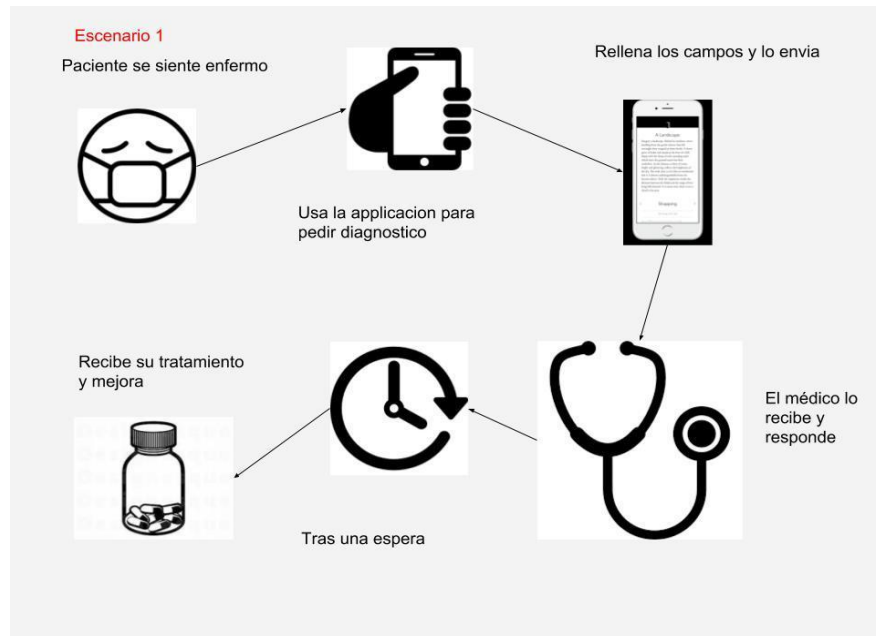 Escenario 1
Paciente se siente enfermo
Rellena los campos y lo envia
Usa la applicacion para
pedir diagnostico
Recibe su tratamiento
y mejora
El médico lo
recibe y
responde
Tras una espera